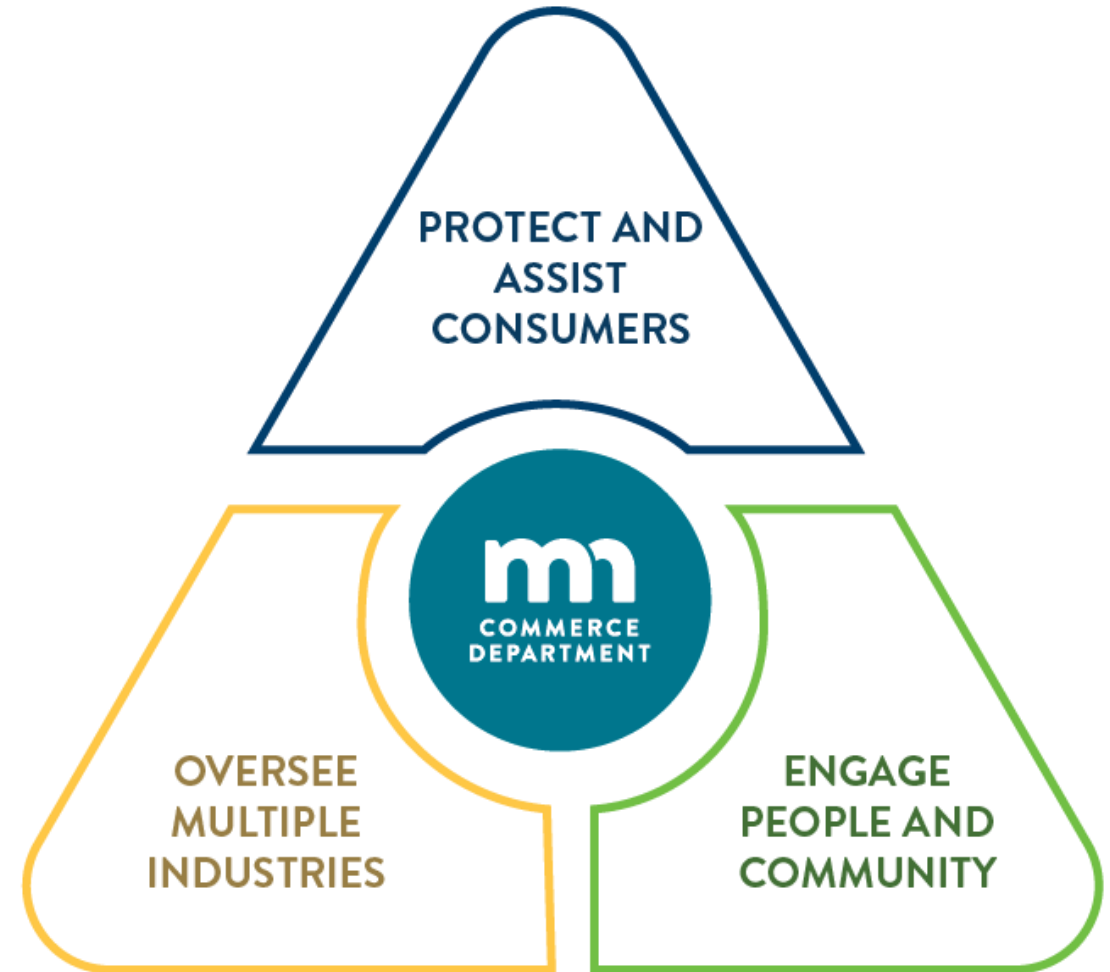 PROTECT AND
ASSIST
CONSUMERS
mn
COMMERCE
DEPARTMENT
OVERSEE
MULTIPLE
INDUSTRIES
ENGAGE
PEOPLE AND
COMMUNITY